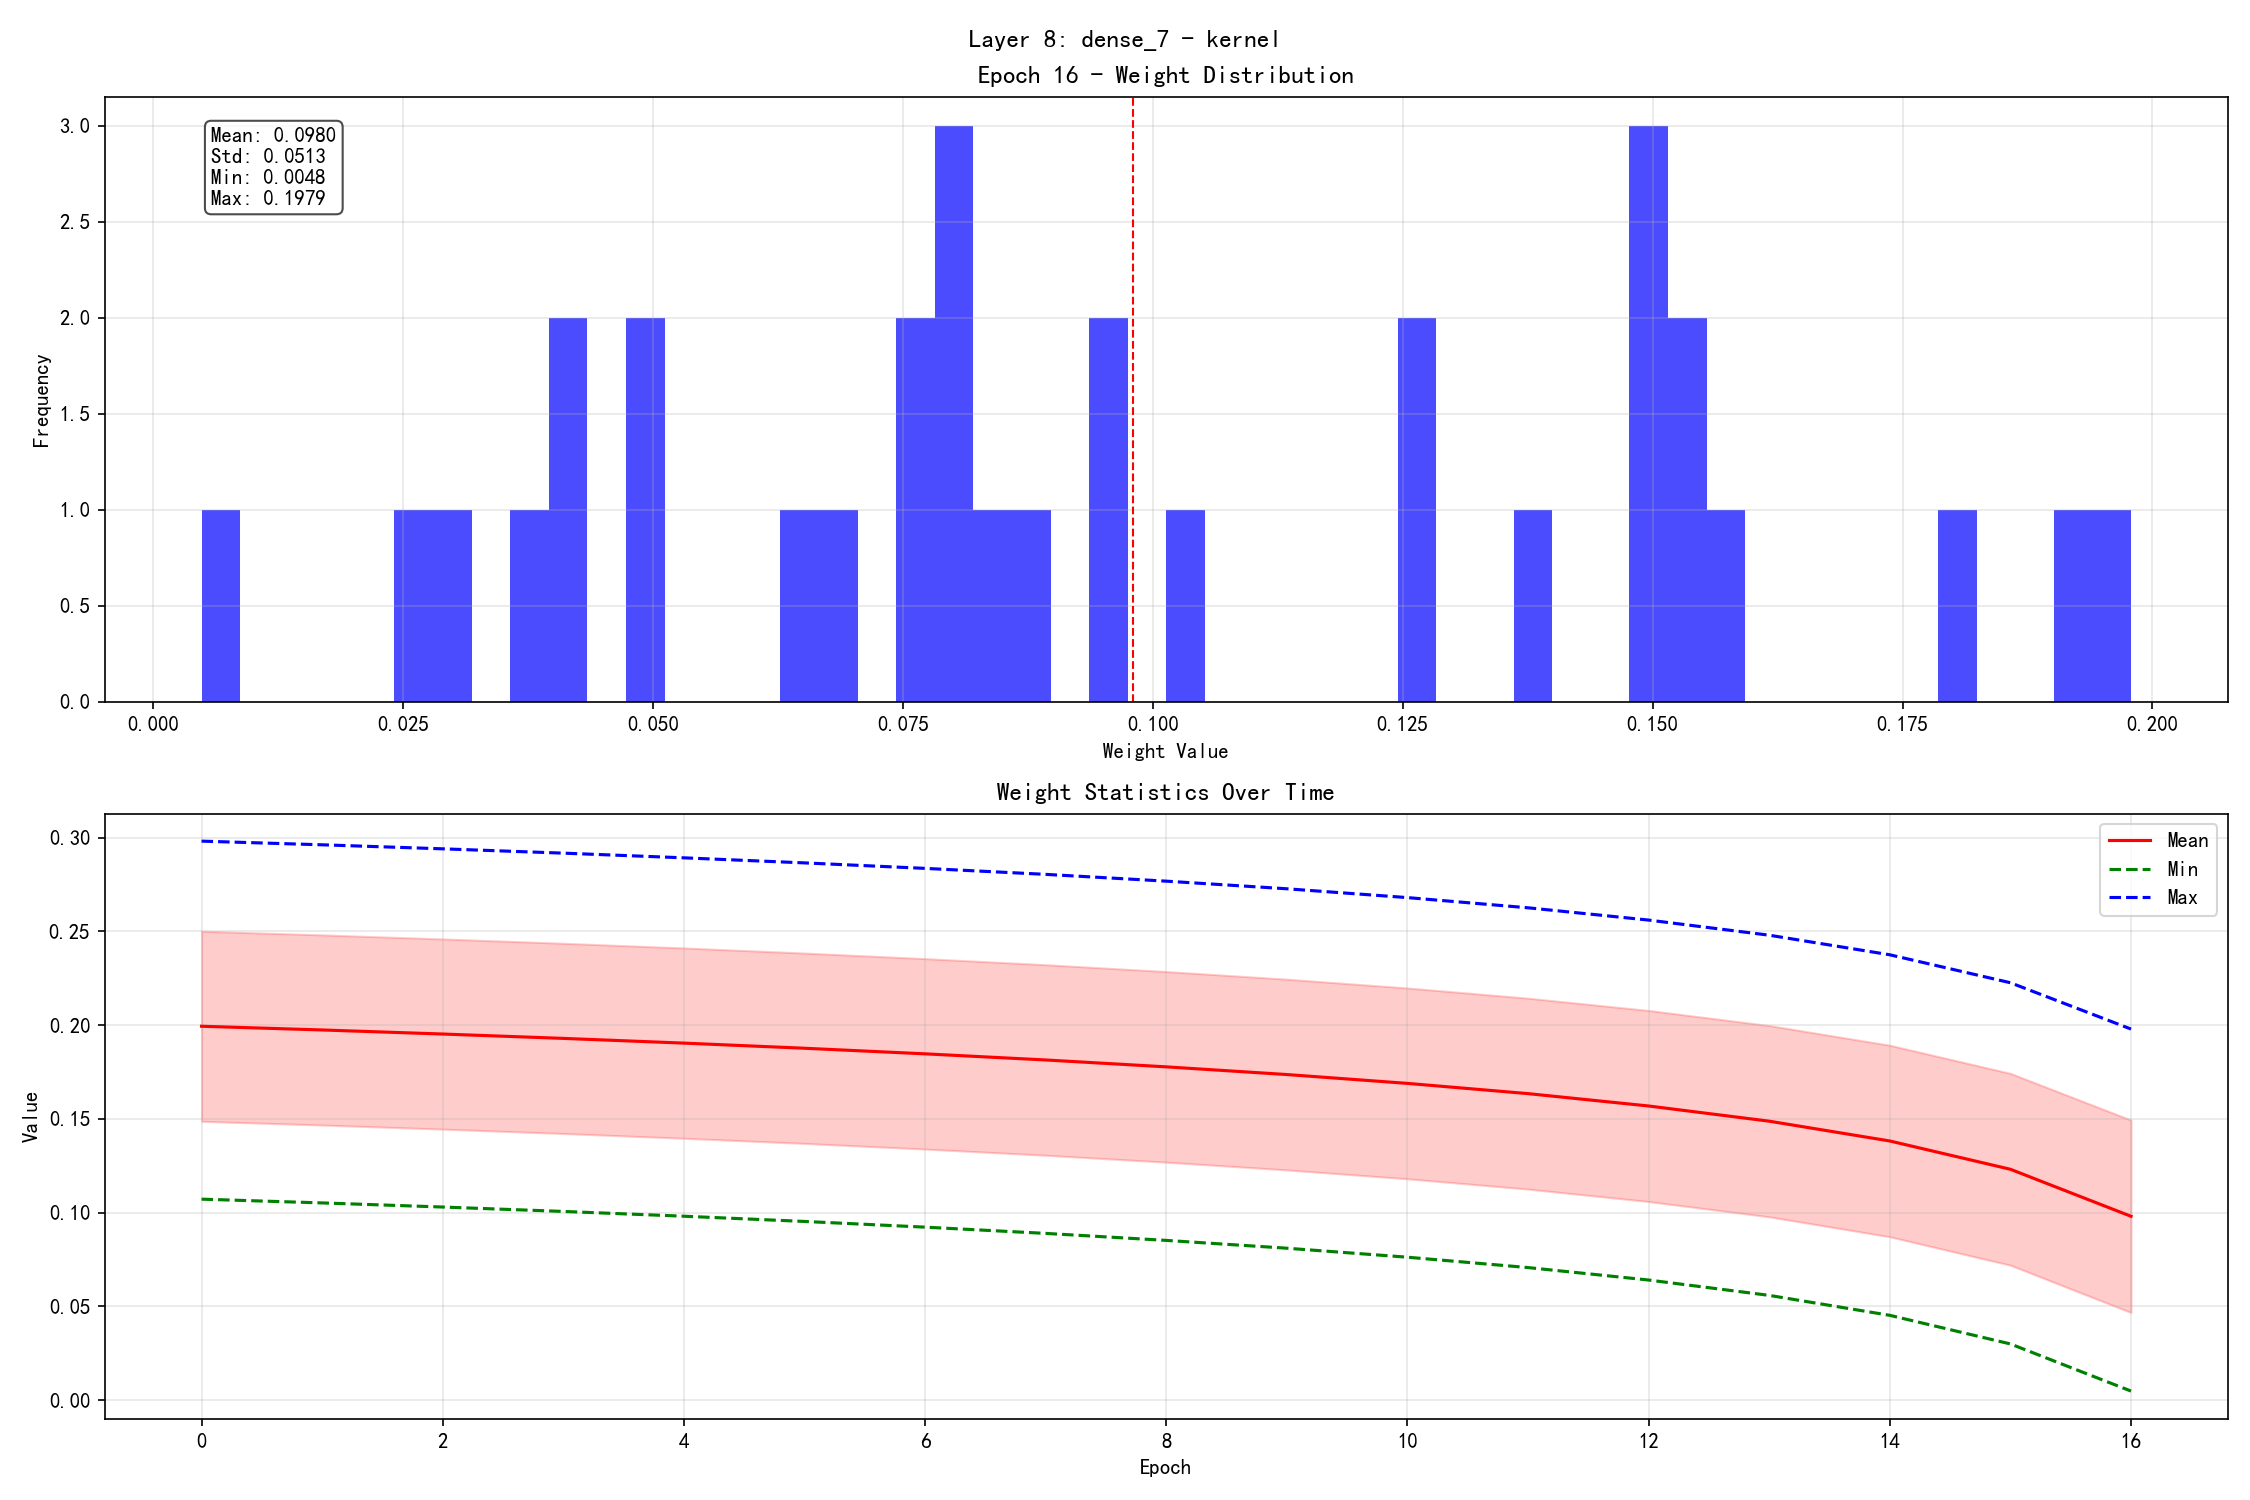 Layer 8: dense_7 - kernel
Epoch 16 - Weight Distribution
Mean: 0.0980
Std: 0.0513
Min: 0.0048
Max: 0.1979
3.0
2.5
2.0
1.5
1.0
0.5
0.0
Frequency
0.000 0.025 0.050 0.075 0.100 0.125 0.150 0.175 0.200
Weight Value
Weight Statistics Over Time
Mean
Min
Max
0.30
0.25
0.20
0.15
0.10
0.05
0.00
Value
0 2 4 6 8 10 12 14 16
Epoch